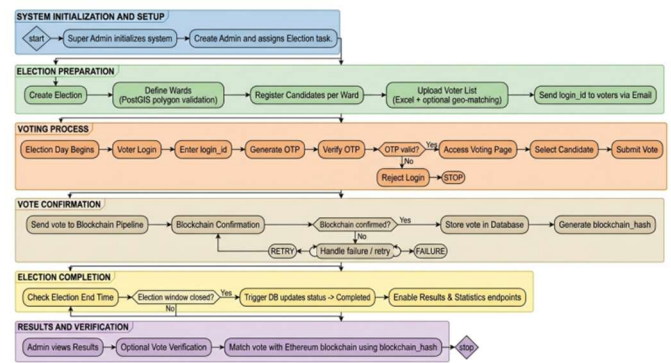 SYSTEM INITIALIZATION AND SETUP
start
Super Admin initializes system
Create Admin and assigns Election task.
ELECTION PREPARATION
Create Election
Define Wards
(PostGIS polygon validation)
Register Candidates per Ward
Upload Voter List
(Excel + optional geo-matching)
Send login_id to voters via Email
VOTING PROCESS
Election Day Begins
Voter Login
Enter login_id
Generate OTP
Verify OTP
OTP valid?
Yes
Access Voting Page
Select Candidate
Submit Vote
No
Reject Login
STOP
VOTE CONFIRMATION
Send vote to Blockchain Pipeline
Blockchain Confirmation
Blockchain confirmed?
Yes
Store vote in Database
Generate blockchain_hash
No
RETRY
Handle failure / retry
FAILURE
ELECTION COMPLETION
Check Election End Time
Election window closed?
Yes
Trigger DB updates status -> Completed
Enable Results & Statistics endpoints
No
RESULTS AND VERIFICATION
Admin views Results
Optional Vote Verification
Match vote with Ethereum blockchain using blockchain_hash
stop